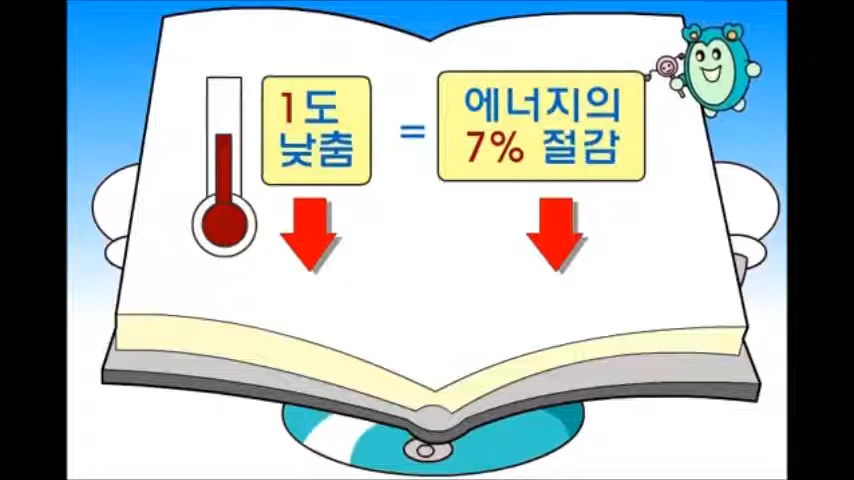 1도
낮춤
=
에너지의
7% 절감